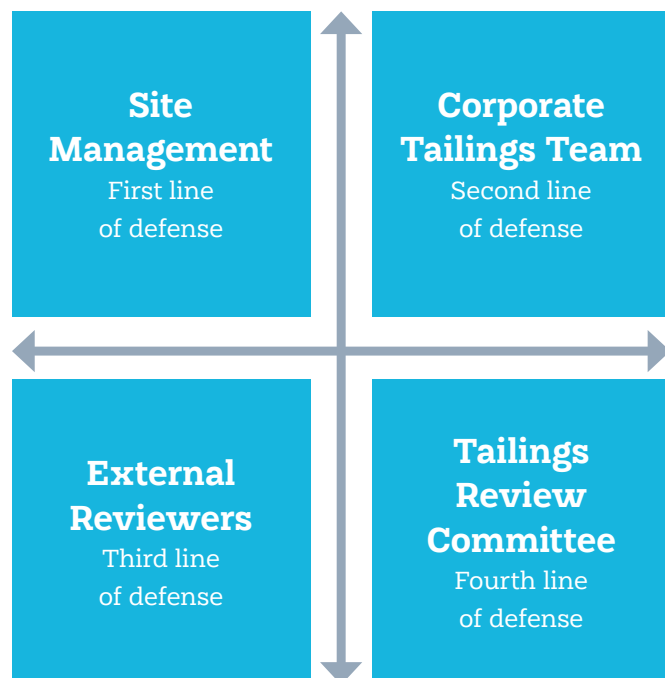 Site
Management
First line
of defense
Corporate
Tailings Team
Second line
of defense
External
Reviewers
Third line
of defense
Tailings
Review
Committee
Fourth line
of defense